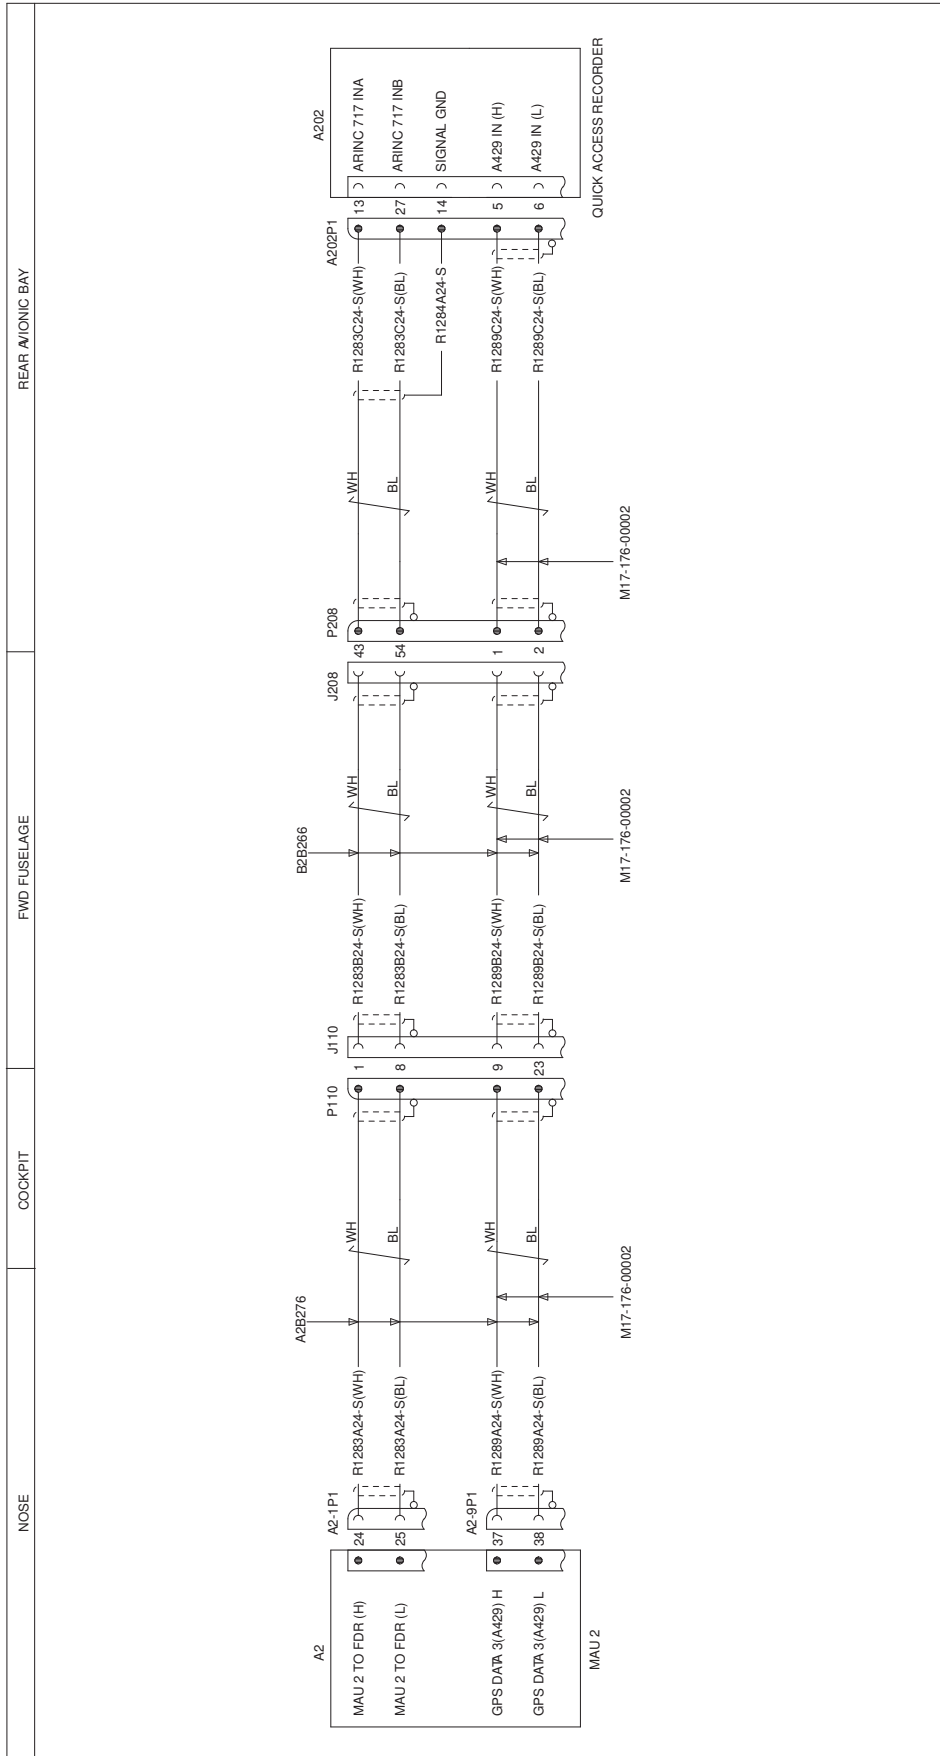 NOSE
COCKPIT
FWD FUSELAGE
REAR AVIONIC BAY
A2
MAU 2 TO FDR (H)
MAU 2 TO FDR (L)
GPS DATA 3(A429) H
GPS DATA 3(A429) L
MAU 2
A2-1P1
24
25
A2-9P1
37
38
R1283A24-S(WH)
R1283A24-S(BL)
R1289A24-S(WH)
R1289A24-S(BL)
A2B276
M17-176-00002
WH
BL
WH
BL
P110
J110
1
8
9
23
R1283B24-S(WH)
R1283B24-S(BL)
R1289B24-S(WH)
R1289B24-S(BL)
B2B266
M17-176-00002
WH
BL
WH
BL
J208
P208
43
54
1
2
M17-176-00002
WH
BL
WH
BL
R1283C24-S(WH)
R1283C24-S(BL)
R1284A24-S
R1289C24-S(WH)
R1289C24-S(BL)
A202P1
13
27
14
5
6
A202
ARINC 717 INA
ARINC 717 INB
SIGNAL GND
A429 IN (H)
A429 IN (L)
QUICK ACCESS RECORDER